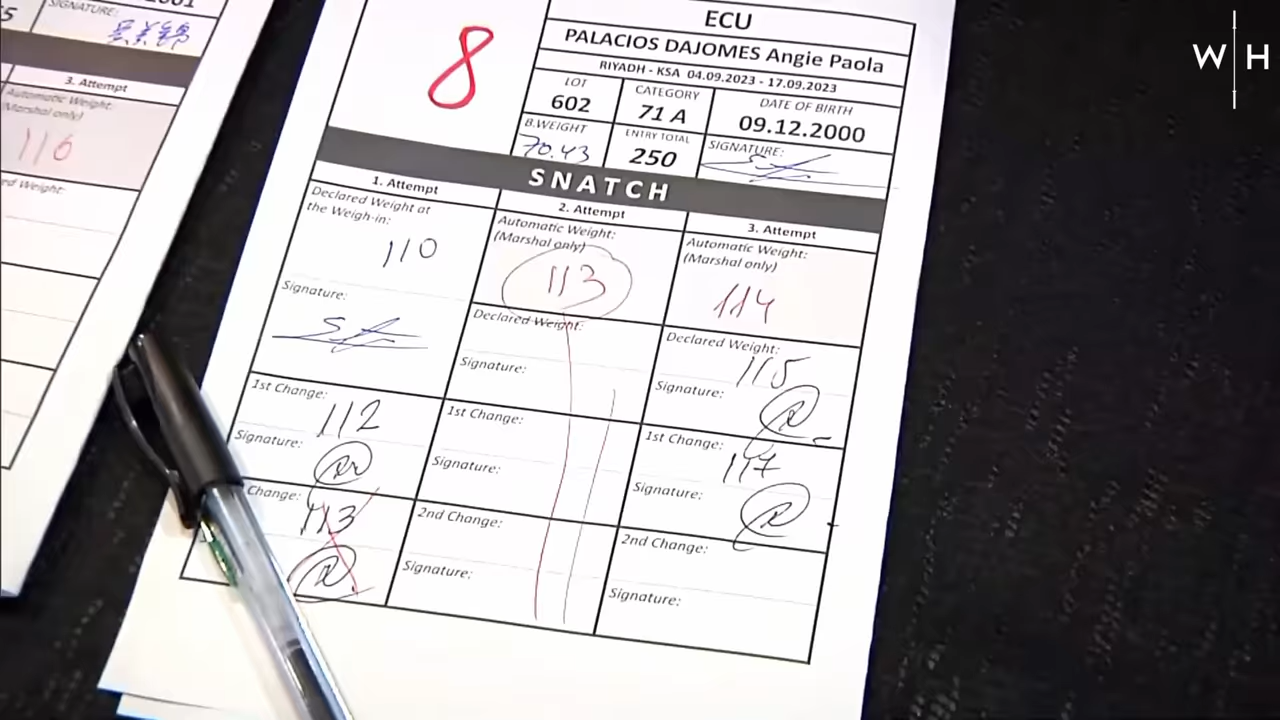 SIGNATURE:
3. Attempt
Automatic Weight:
(Marshal only)
116
8
ECU
PALACIOS DAJOMES Angie Paola
RIYADH - KSA 04.09.2023 - 17.09.2023
LOT
602
CATEGORY
71 A
DATE OF BIRTH
09.12.2000
B.WEIGHT
70.43
ENTRY TOTAL
250
SIGNATURE:
SNATCH
1. Attempt
Declared Weight at
the Weigh-in:
110
Signature:
1st Change:
112
Signature:
Change:
113
2. Attempt
Automatic Weight:
(Marshal only)
113
Declared Weight:
Signature:
1st Change:
Signature:
2nd Change:
Signature:
3. Attempt
Automatic Weight:
(Marshal only)
114
Declared Weight:
115
Signature:
1st Change:
117
Signature:
2nd Change:
Signature:
W H